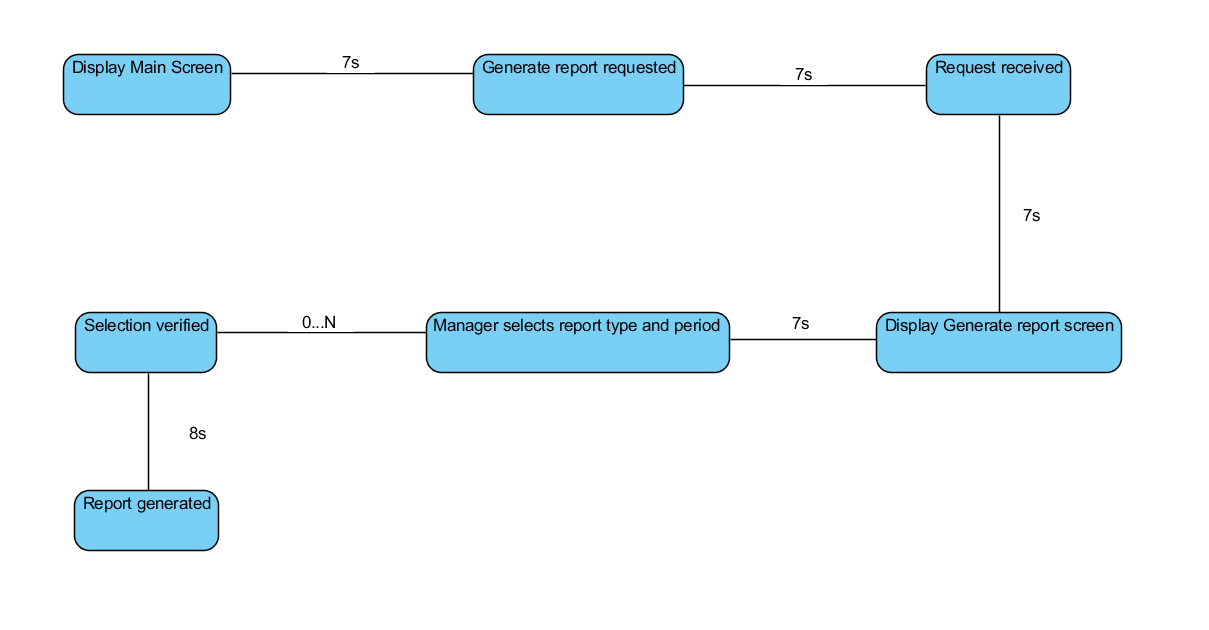 Display Main Screen
7s
Generate report requested
7s
Request received
7s
Selection verified
0...N
Manager selects report type and period
7s
Display Generate report screen
8s
Report generated